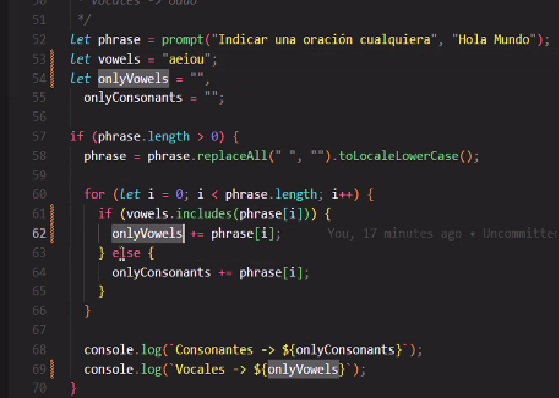 50 * Vocales -> oauo
51 */
52 let phrase = prompt("Indicar una oración cualquiera", "Hola Mundo");
53 let vowels = "aeiou";
54 let onlyVowels = "",
55 onlyConsonants = "";
56
57 if (phrase.length > 0) {
58 phrase = phrase.replaceAll(" ", "").toLocaleLowerCase();
59
60 for (let i = 0; i < phrase.length; i++) {
61 if (vowels.includes(phrase[i])) {
62 onlyVowels += phrase[i]; You, 17 minutes ago • Uncommitted
63 } else {
64 onlyConsonants += phrase[i];
65 }
66 }
67
68 console.log(`Consonantes -> ${onlyConsonants}`);
69 console.log(`Vocales -> ${onlyVowels}`);
70 }